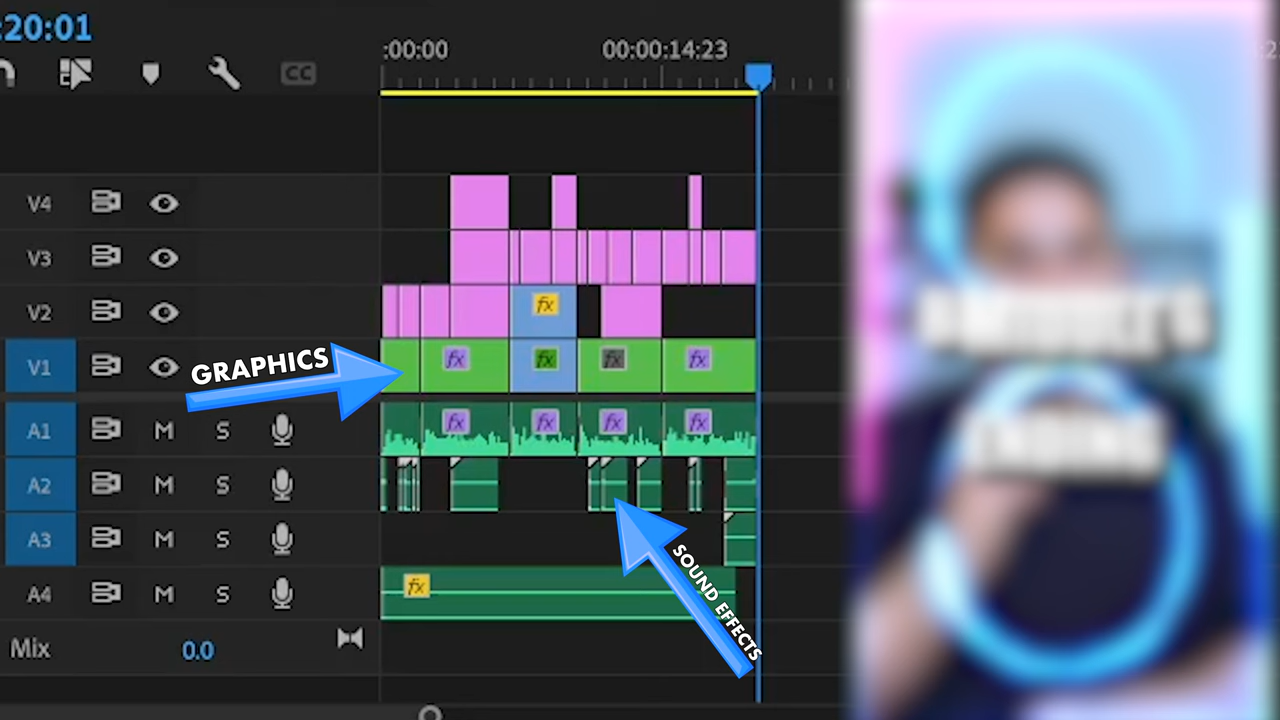 :20:01
:00:00
00:00:14:23
CC
V4
V3
V2
fx
V1
fx
fx
fx
fx
GRAPHICS
A1
M
S
fx
fx
fx
fx
A2
M
S
A3
M
S
SOUND EFFECTS
A4
M
S
fx
Mix
0.0